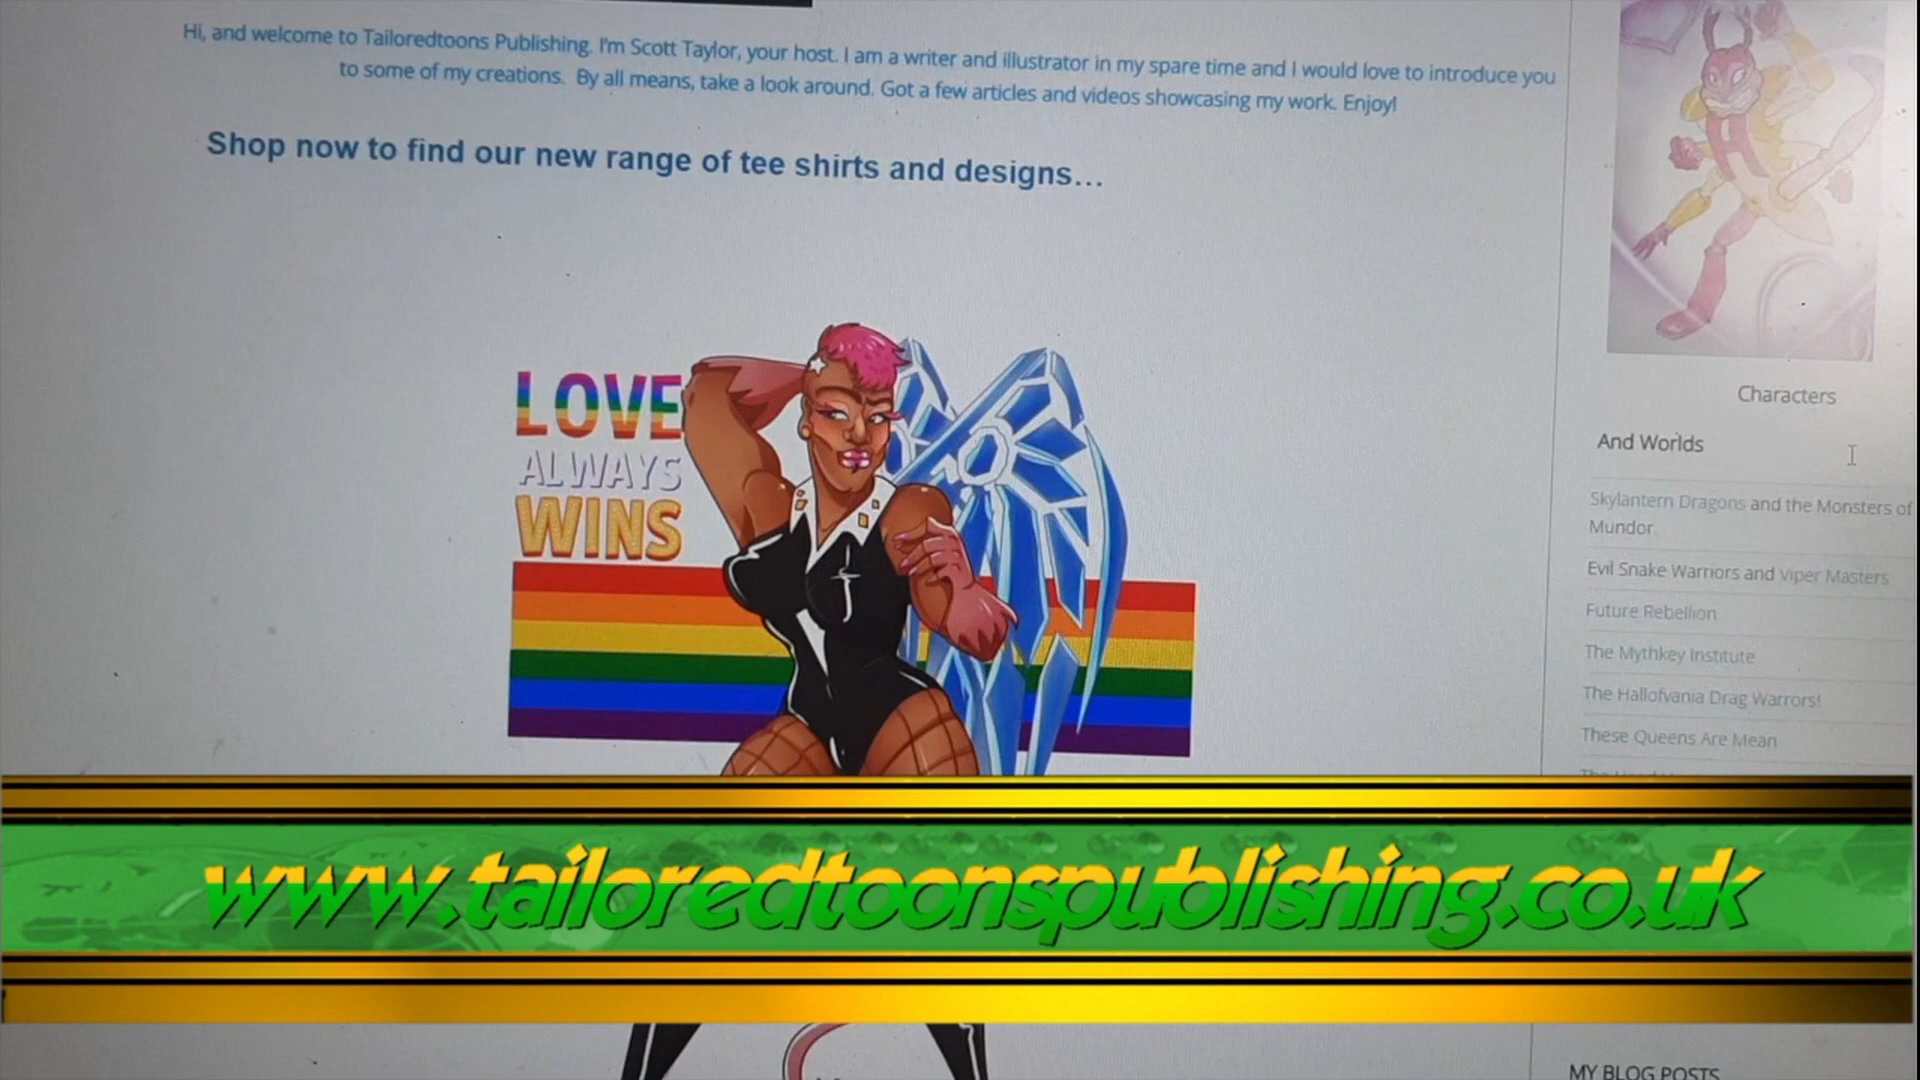 Hi, and welcome to Tailoredtoons Publishing. I'm Scott Taylor, your host. I am a writer and illustrator in my spare time and I would love to introduce you
to some of my creations. By all means, take a look around. Got a few articles and videos showcasing my work. Enjoy!
Shop now to find our new range of tee shirts and designs...
LOVE
ALWAYS
WINS
Characters
And Worlds
Skylantern Dragons and the Monsters of
Mundor.
Evil Snake Warriors and Viper Masters
Future Rebellion
The Mythkey Institute
The Hallofvania Drag Warrors!
These Queens Are Mean
www.tailoredtoonspublishing.co.uk
MY BLOG POSTS